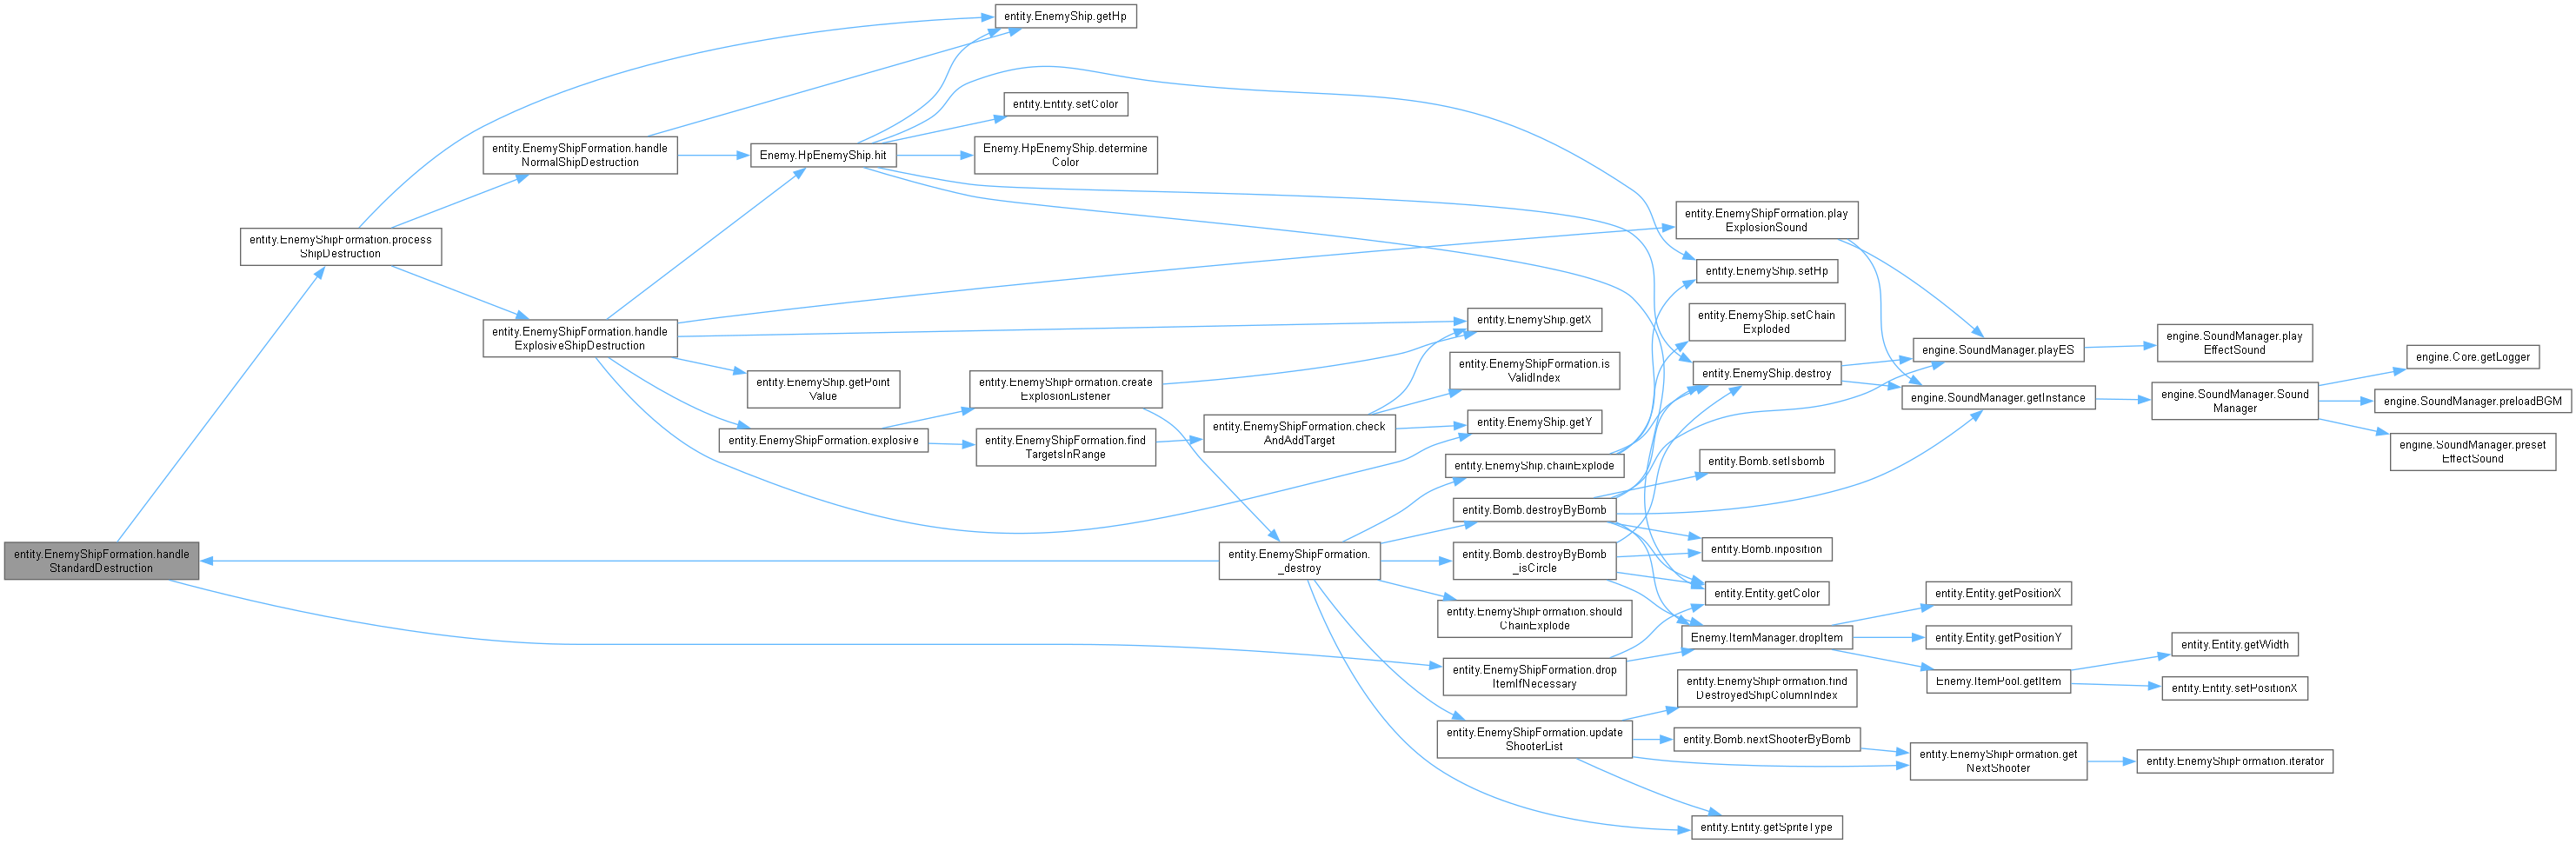 entity.EnemyShip.getHp
entity.Entity.setColor
entity.EnemyShipFormation.handle
NormalShipDestruction
Enemy.HpEnemyShip.hit
Enemy.HpEnemyShip.determine
Color
entity.EnemyShipFormation.process
ShipDestruction
entity.EnemyShipFormation.play
ExplosionSound
entity.EnemyShip.setHp
entity.EnemyShipFormation.handle
ExplosiveShipDestruction
entity.EnemyShip.getX
entity.EnemyShip.setChain
Exploded
engine.SoundManager.playES
engine.SoundManager.play
EffectSound
engine.Core.getLogger
entity.EnemyShip.getPoint
Value
entity.EnemyShipFormation.create
ExplosionListener
entity.EnemyShipFormation.is
ValidIndex
entity.EnemyShip.destroy
engine.SoundManager.getInstance
engine.SoundManager.Sound
Manager
engine.SoundManager.preloadBGM
entity.EnemyShipFormation.explosive
entity.EnemyShipFormation.find
TargetsInRange
entity.EnemyShipFormation.check
AndAddTarget
entity.EnemyShip.getY
engine.SoundManager.preset
EffectSound
entity.EnemyShip.chainExplode
entity.Bomb.setIsbomb
entity.Bomb.destroyByBomb
entity.EnemyShipFormation.handle
StandardDestruction
entity.EnemyShipFormation.
_destroy
entity.Bomb.destroyByBomb
_isCircle
entity.Bomb.inposition
entity.Entity.getColor
entity.Entity.getPositionX
entity.EnemyShipFormation.should
ChainExplode
Enemy.ItemManager.dropItem
entity.Entity.getPositionY
entity.Entity.getWidth
entity.EnemyShipFormation.drop
ItemIfNecessary
entity.EnemyShipFormation.find
DestroyedShipColumnIndex
Enemy.ItemPool.getItem
entity.Entity.setPositionX
entity.EnemyShipFormation.update
ShooterList
entity.Bomb.nextShooterByBomb
entity.EnemyShipFormation.get
NextShooter
entity.EnemyShipFormation.iterator
entity.Entity.getSpriteType